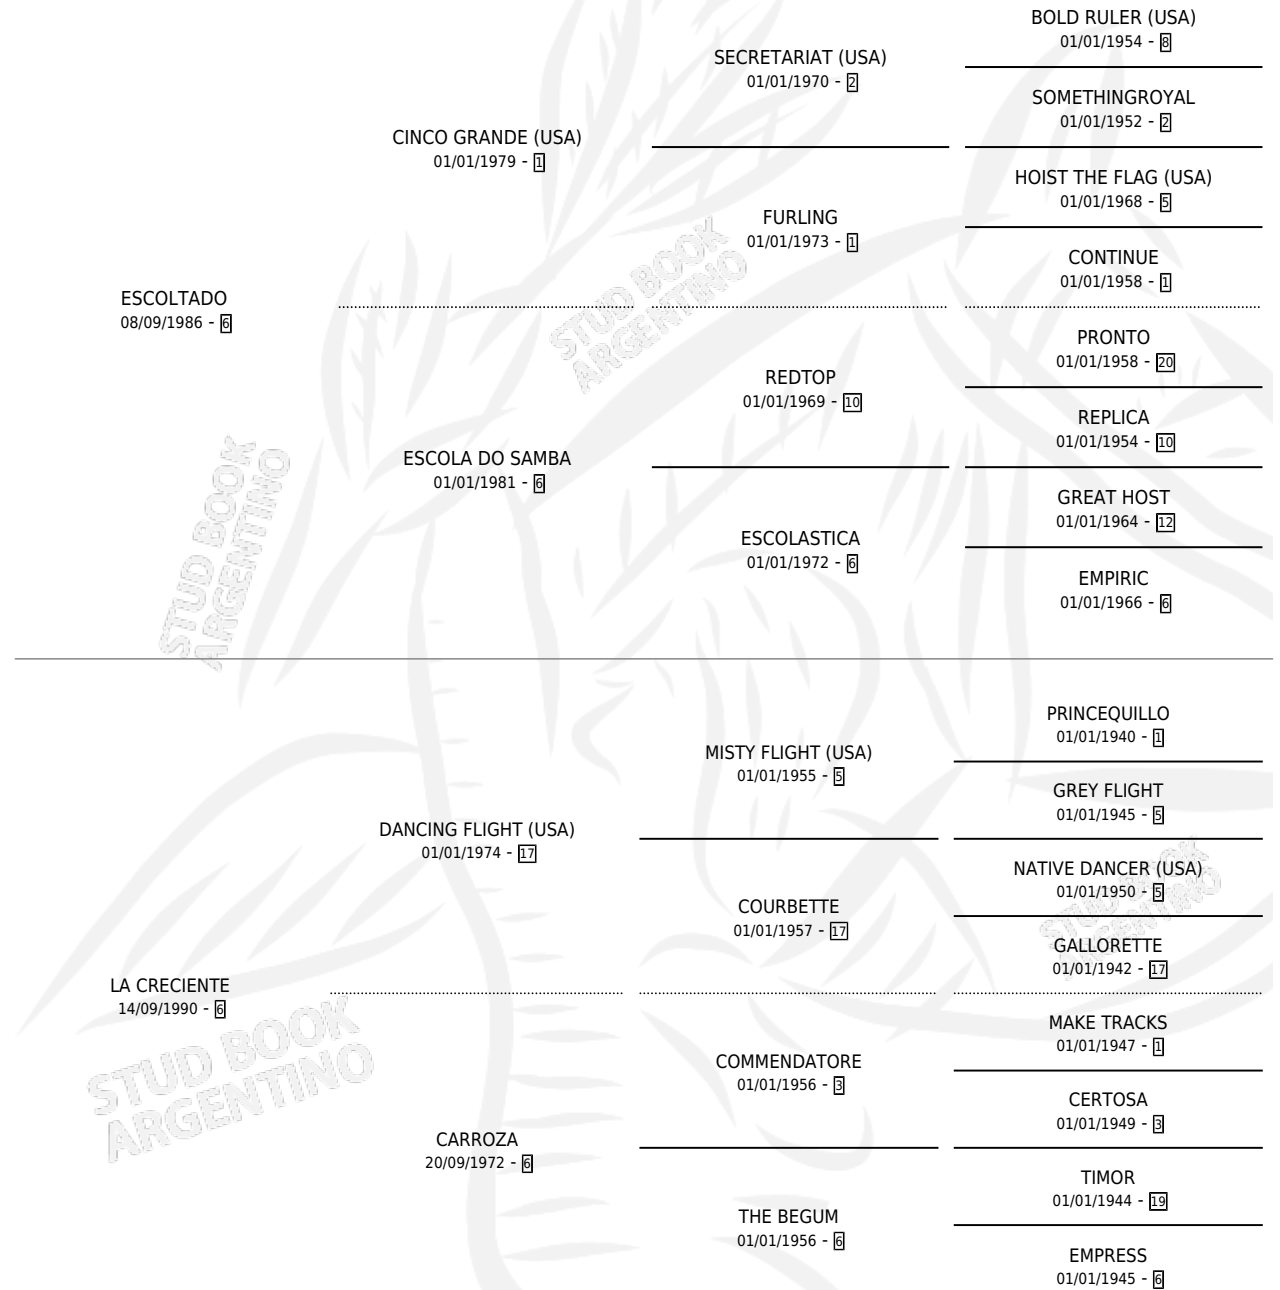 BOLD RULER (USA)
01/01/1954 - 8
SECRETARIAT (USA)
01/01/1970 - 2
SOMETHINGROYAL
01/01/1952 - 2
CINCO GRANDE (USA)
01/01/1979 - 1
HOIST THE FLAG (USA)
01/01/1968 - 5
FURLING
01/01/1973 - 1
CONTINUE
01/01/1958 - 1
ESCOLTADO
08/09/1986 - 6
PRONTO
01/01/1958 - 20
REDTOP
01/01/1969 - 10
REPLICA
01/01/1954 - 10
ESCOLA DO SAMBA
01/01/1981 - 6
GREAT HOST
01/01/1964 - 12
ESCOLASTICA
01/01/1972 - 6
EMPIRIC
01/01/1966 - 6
STUD BOOK
ARGENTINO
STUD BOOK
ARGENTINO
PRINCEQUILLO
01/01/1940 - 1
MISTY FLIGHT (USA)
01/01/1955 - 5
GREY FLIGHT
01/01/1945 - 5
DANCING FLIGHT (USA)
01/01/1974 - 17
NATIVE DANCER (USA)
01/01/1950 - 5
COURBETTE
01/01/1957 - 17
GALLORETTE
01/01/1942 - 17
LA CRECIENTE
14/09/1990 - 6
MAKE TRACKS
01/01/1947 - 1
COMMENDATORE
01/01/1956 - 3
CERTOSA
01/01/1949 - 3
CARROZA
20/09/1972 - 6
TIMOR
01/01/1944 - 19
THE BEGUM
01/01/1956 - 6
EMPRESS
01/01/1945 - 6
STUD BOOK
ARGENTINO
STUD BOOK
ARGENTINO